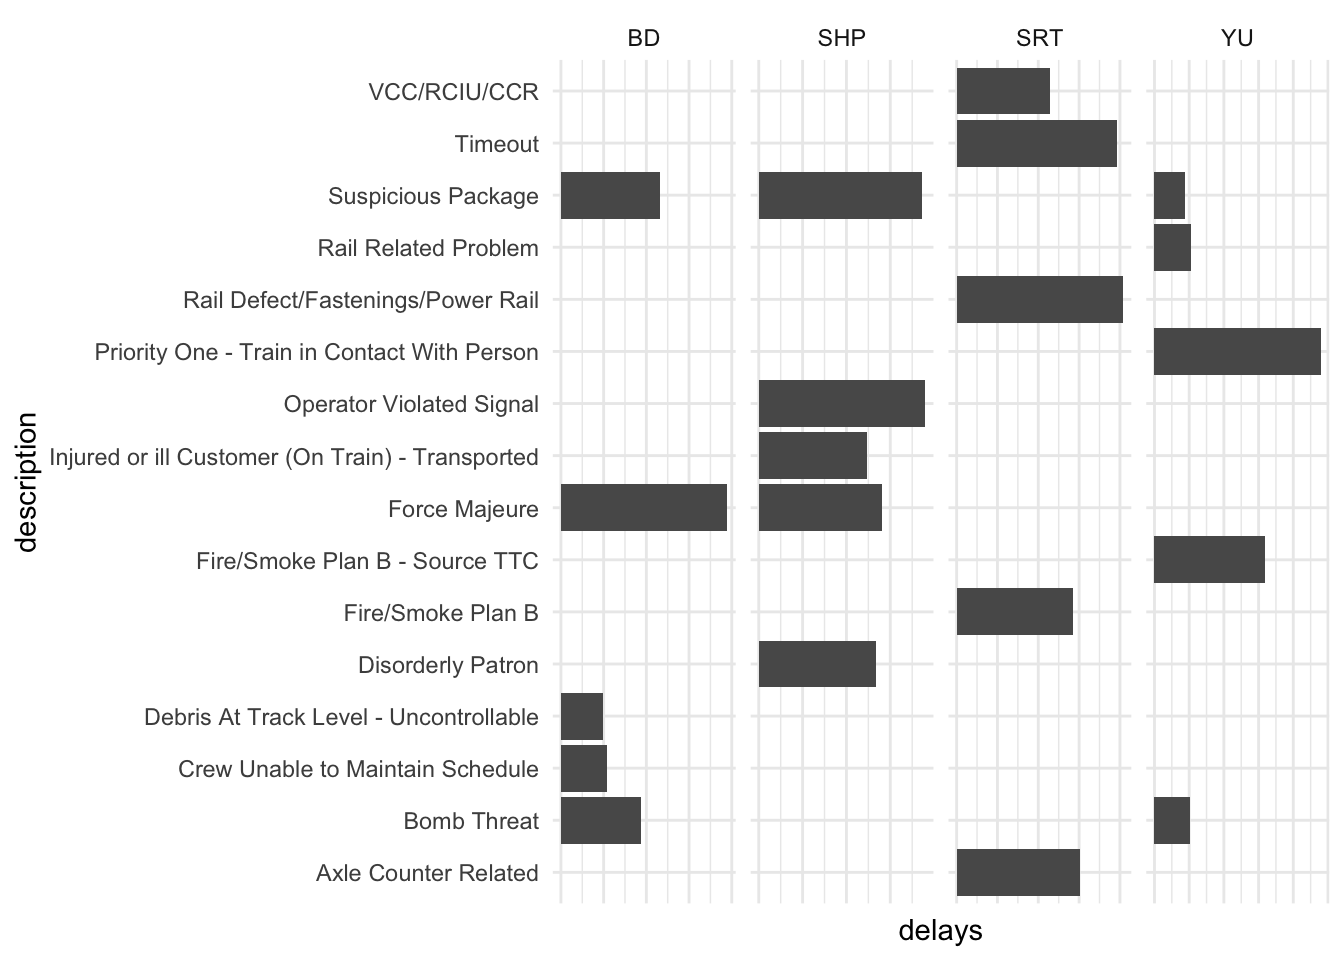 BD
SHP
SRT
YU
VCC/RCIU/CCR
Timeout
Suspicious Package
Rail Related Problem
Rail Defect/Fastenings/Power Rail
Priority One - Train in Contact With Person
Operator Violated Signal
Injured or ill Customer (On Train) - Transported
Force Majeure
Fire/Smoke Plan B - Source TTC
Fire/Smoke Plan B
Disorderly Patron
Debris At Track Level - Uncontrollable
Crew Unable to Maintain Schedule
Bomb Threat
Axle Counter Related
description
delays